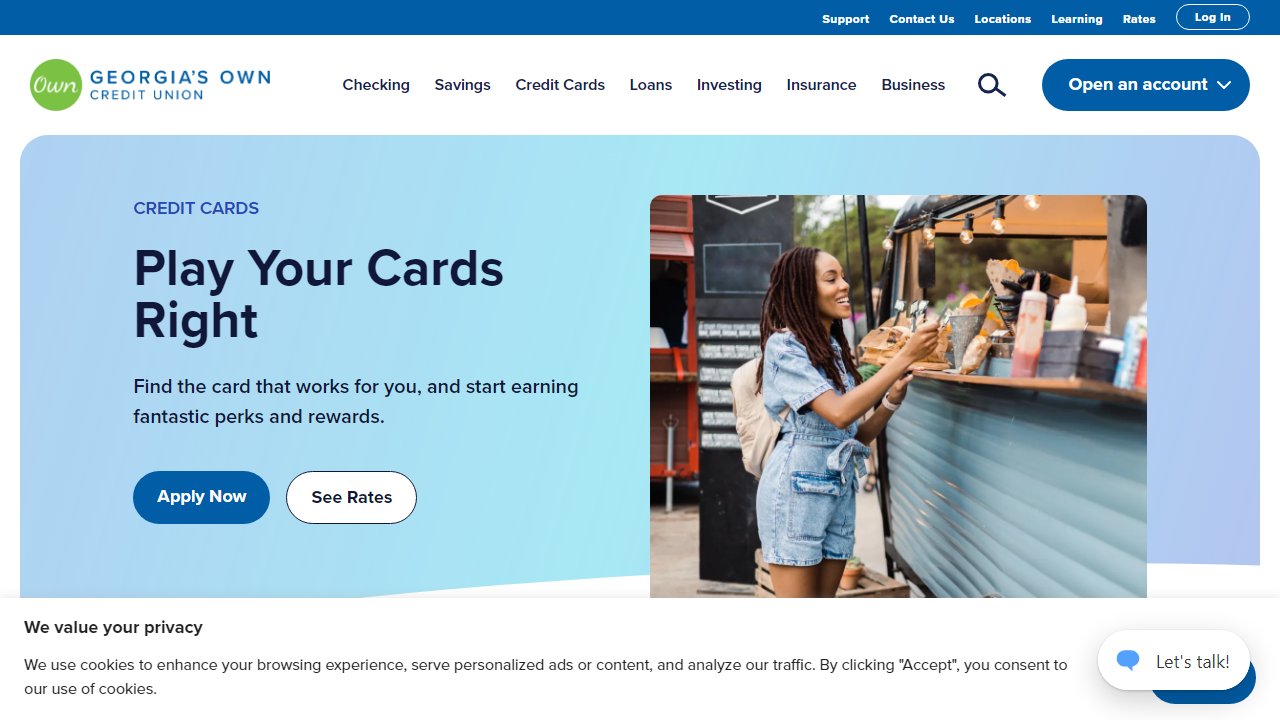 Support Contact Us Locations Learning Rates Log In
Own GEORGIA'S OWN
CREDIT UNION
Checking Savings Credit Cards Loans Investing Insurance Business Open an account
CREDIT CARDS
Play Your Cards
Right
Find the card that works for you, and start earning
fantastic perks and rewards.
Apply Now See Rates
We value your privacy
We use cookies to enhance your browsing experience, serve personalized ads or content, and analyze our traffic. By clicking "Accept", you consent to
our use of cookies.
Let's talk!